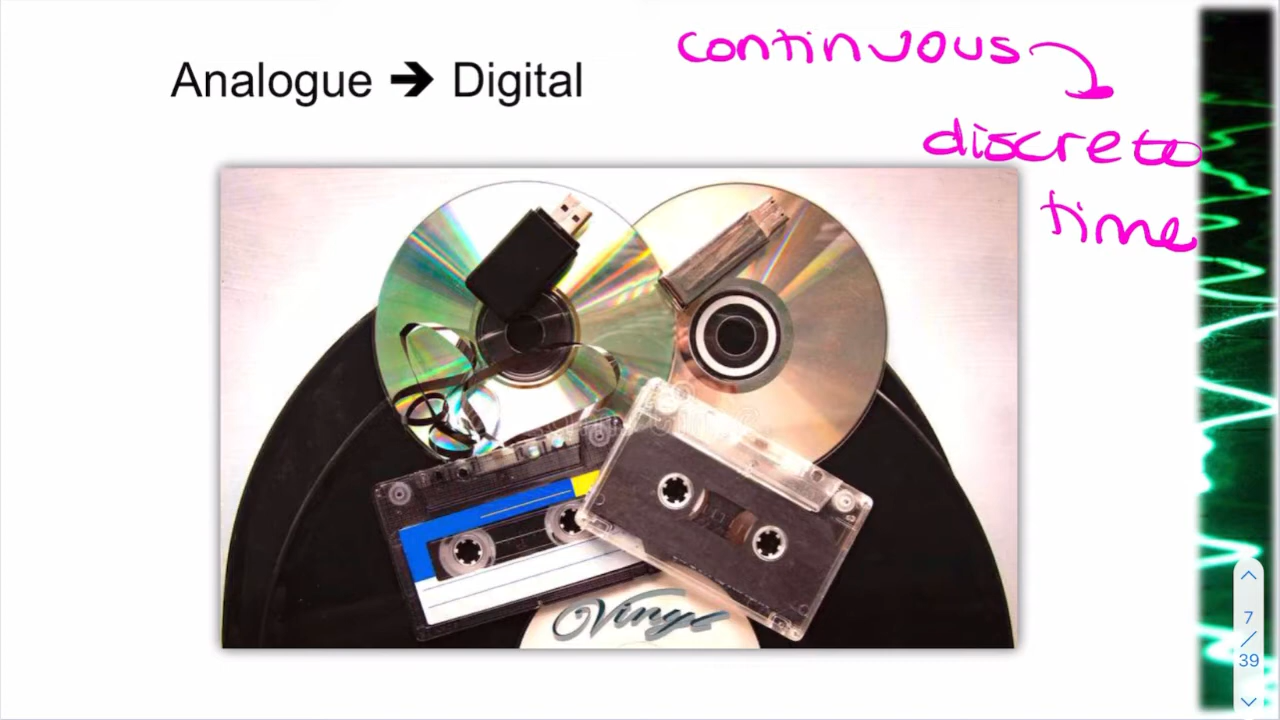 Analogue → Digital
continuous
discrete
time
Vinyl
7
/
39